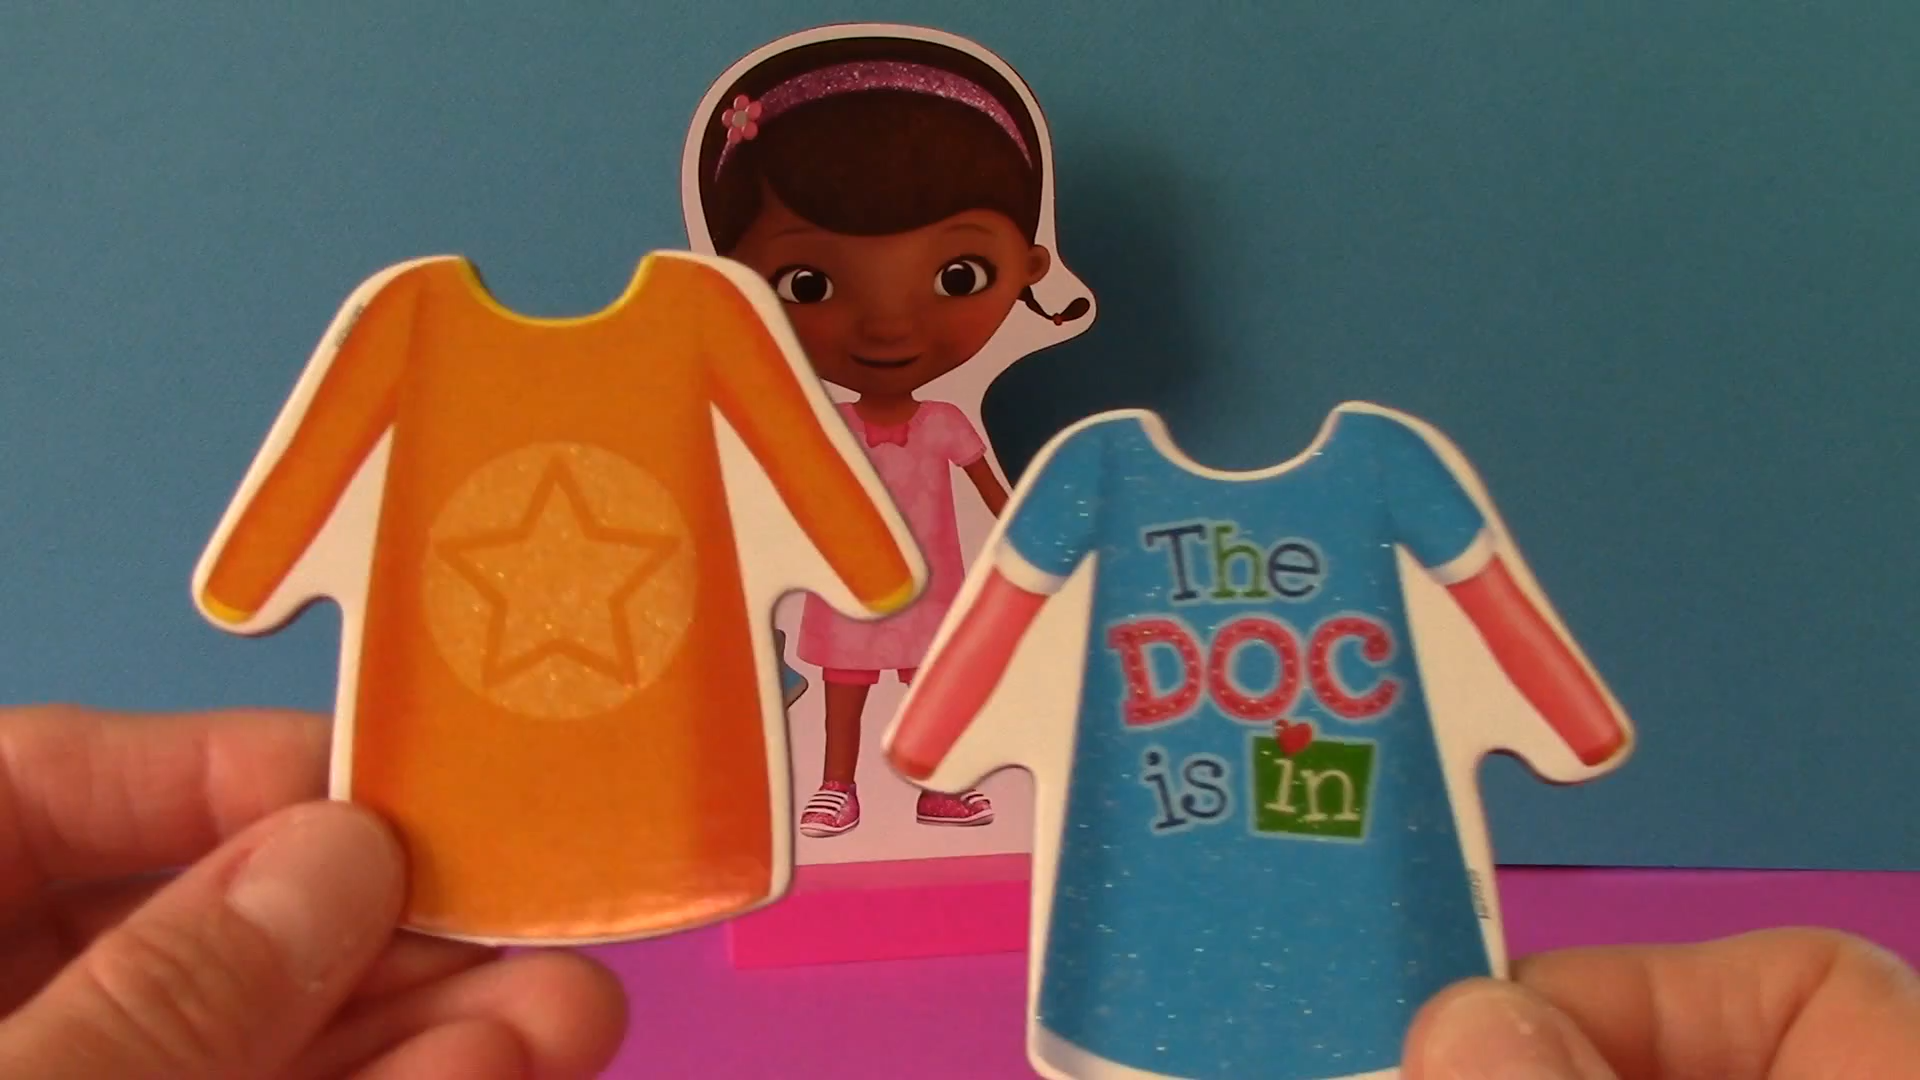 The
DOC
is in